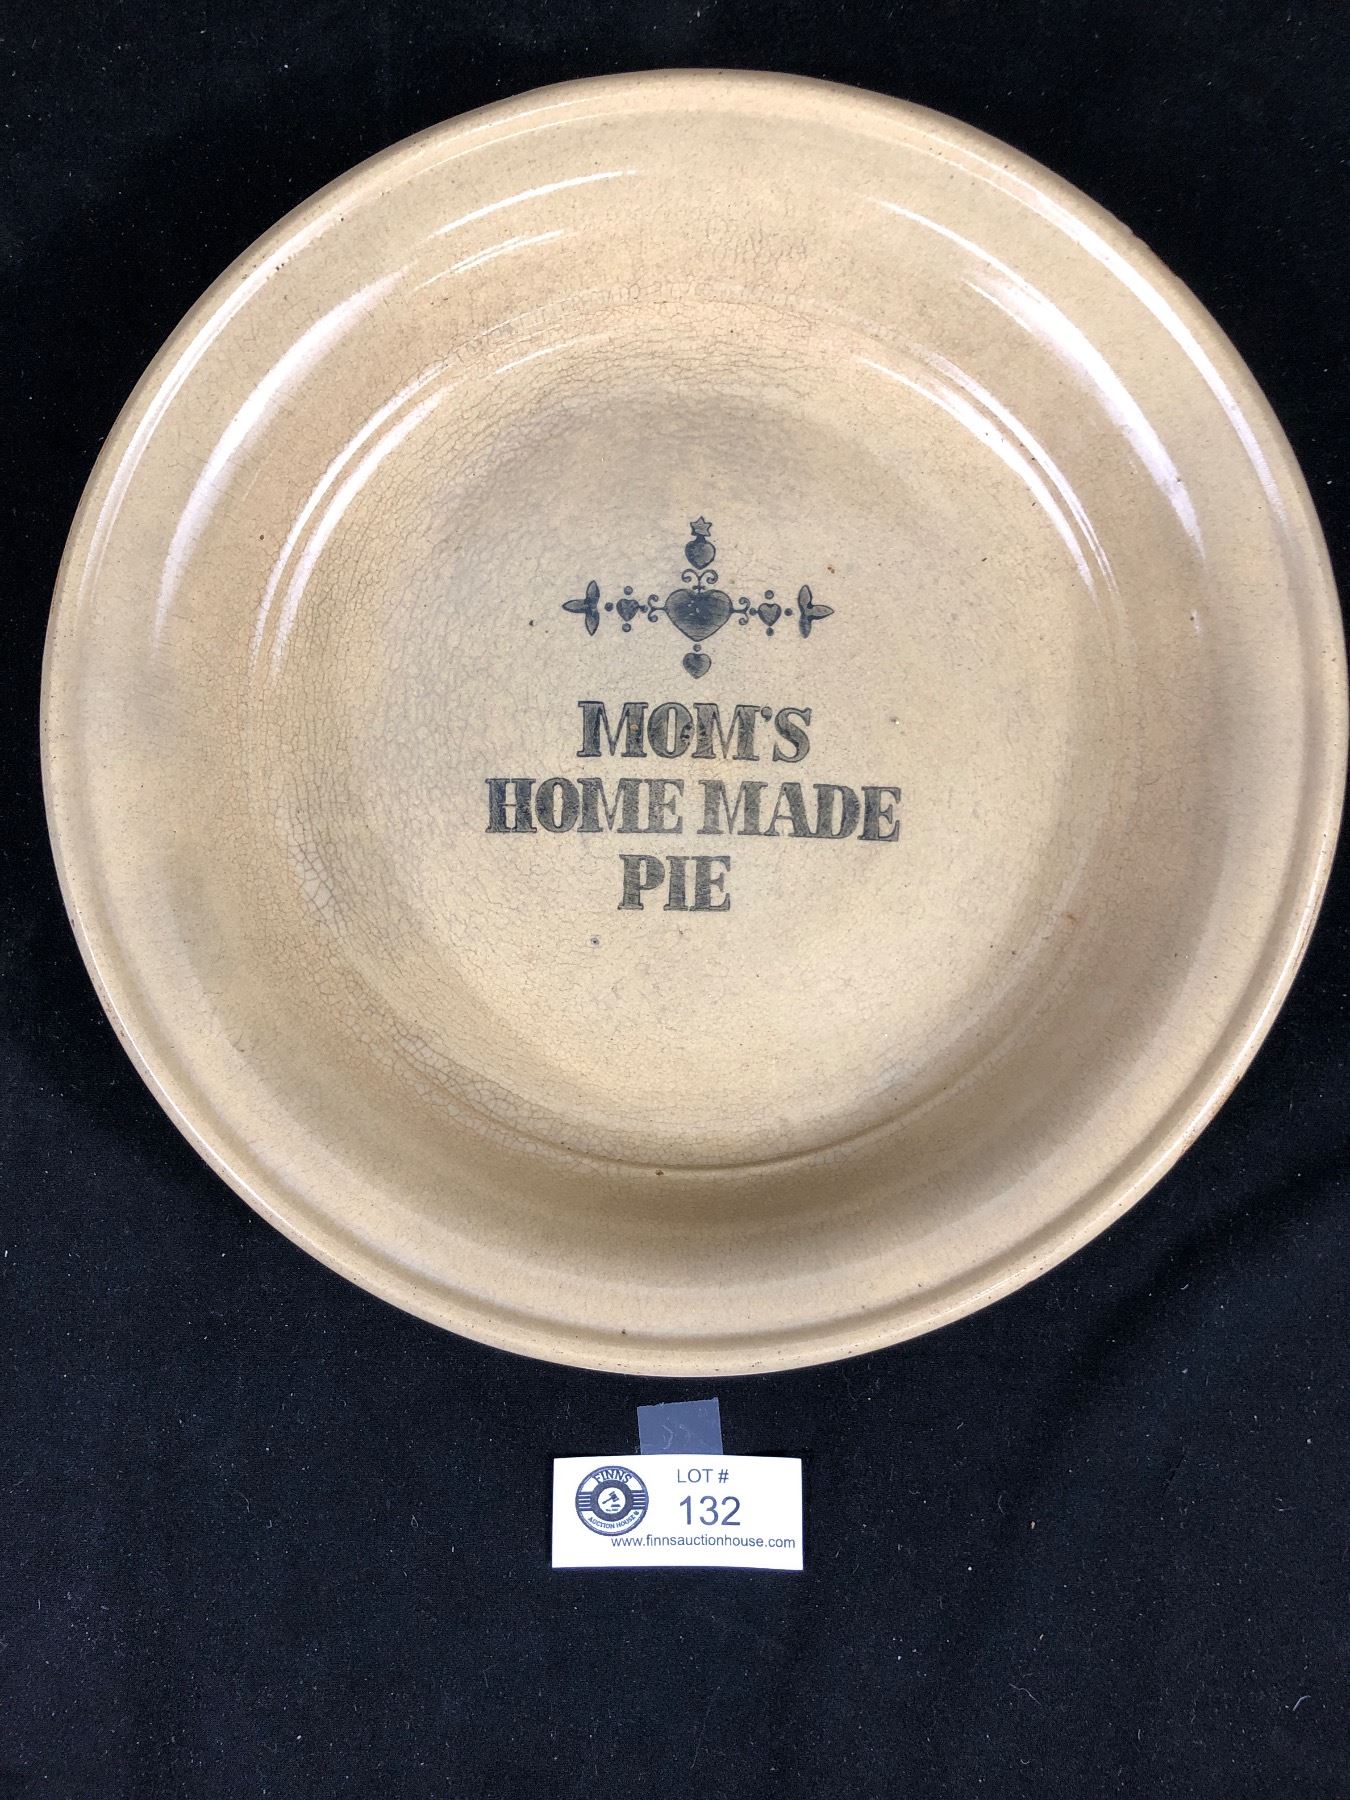 MOM'S
HOME MADE
PIE
FINNS
AUCTION HOUSE
LOT #
132
www.finnsauctionhouse.com